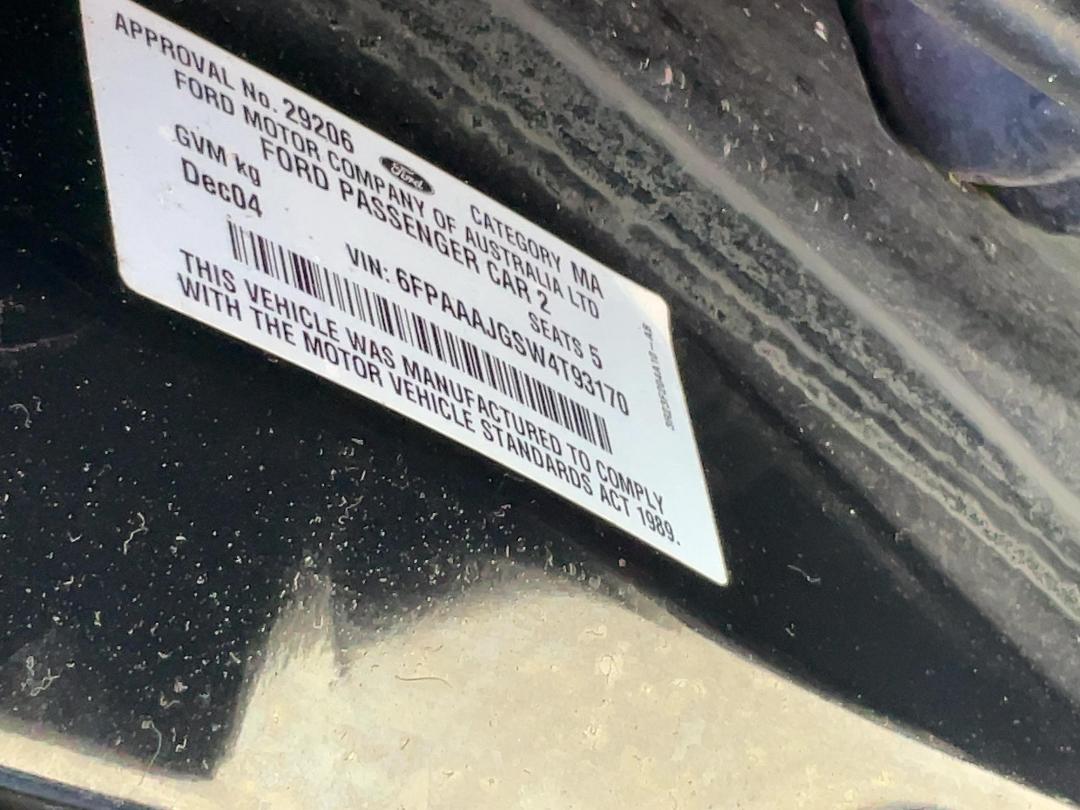 APPROVAL No. 29206 Ford CATEGORY MA
FORD MOTOR COMPANY OF AUSTRALIA LTD
FORD PASSENGER CAR 2
GVM kg SEATS 5
Dec04 VIN: 6FPAAAJGSW4T93170
THIS VEHICLE WAS MANUFACTURED TO COMPLY
WITH THE MOTOR VEHICLE STANDARDS ACT 1989.